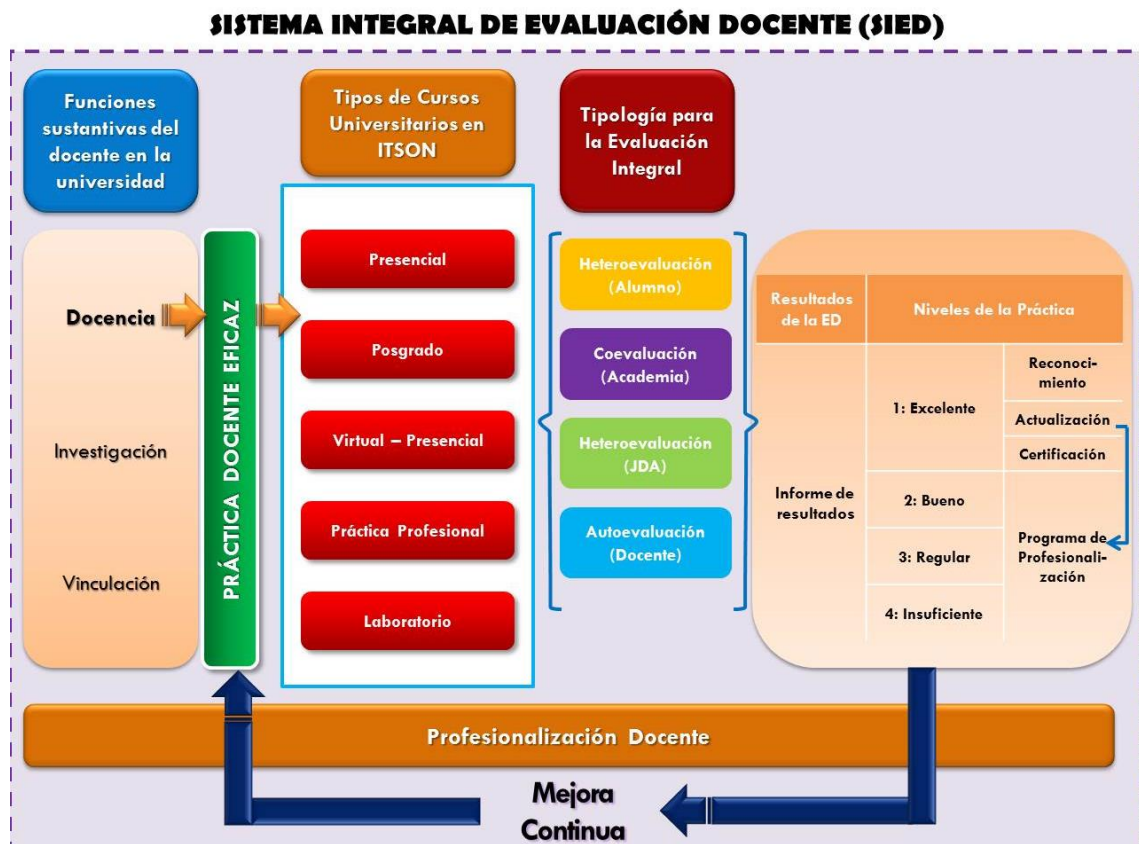 SISTEMA INTEGRAL DE EVALUACIÓN DOCENTE (SIED)
Funciones
sustantivas del
docente en la
universidad
Tipos de Cursos
Universitarios en
ITSON
Tipología para
la Evaluación
Integral
Docencia
Investigación
Vinculación
PRÁCTICA DOCENTE EFICAZ
Presencial
Posgrado
Virtual – Presencial
Práctica Profesional
Laboratorio
Heteroevaluación
(Alumno)
Coevaluación
(Academia)
Heteroevaluación
(JDA)
Autoevaluación
(Docente)
Resultados
de la ED
Niveles de la Práctica
Informe de
resultados
1: Excelente
Reconoci-
miento
Actualización
Certificación
2: Bueno
3: Regular
4: Insuficiente
Programa de
Profesionali-
zación
Profesionalización Docente
Mejora
Continua